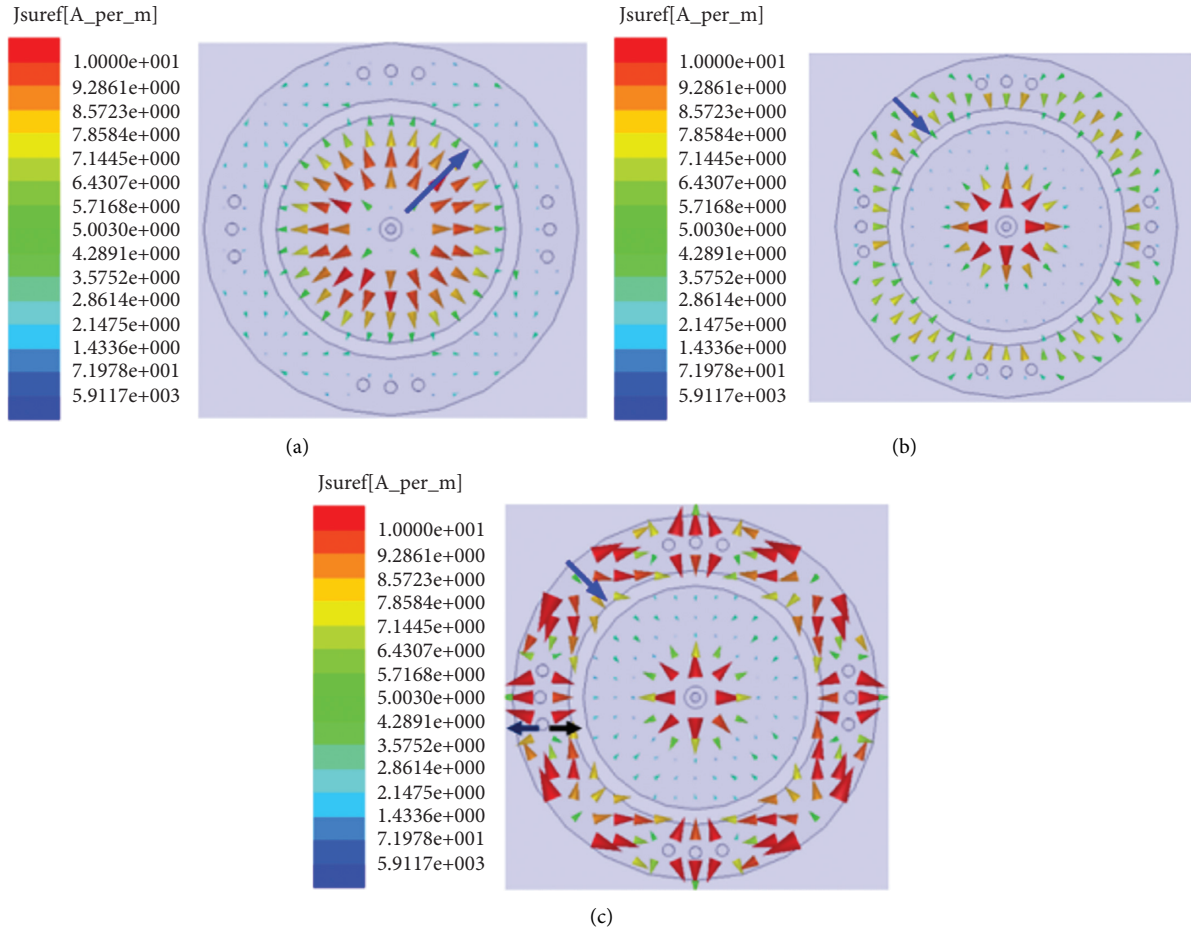 Jsuref[A_per_m]
1.0000e+001
9.2861e+000
8.5723e+000
7.8584e+000
7.1445e+000
6.4307e+000
5.7168e+000
5.0030e+000
4.2891e+000
3.5752e+000
2.8614e+000
2.1475e+000
1.4336e+000
7.1978e+001
5.9117e+003
(a)
Jsuref[A_per_m]
1.0000e+001
9.2861e+000
8.5723e+000
7.8584e+000
7.1445e+000
6.4307e+000
5.7168e+000
5.0030e+000
4.2891e+000
3.5752e+000
2.8614e+000
2.1475e+000
1.4336e+000
7.1978e+001
5.9117e+003
(b)
Jsuref[A_per_m]
1.0000e+001
9.2861e+000
8.5723e+000
7.8584e+000
7.1445e+000
6.4307e+000
5.7168e+000
5.0030e+000
4.2891e+000
3.5752e+000
2.8614e+000
2.1475e+000
1.4336e+000
7.1978e+001
5.9117e+003
(c)